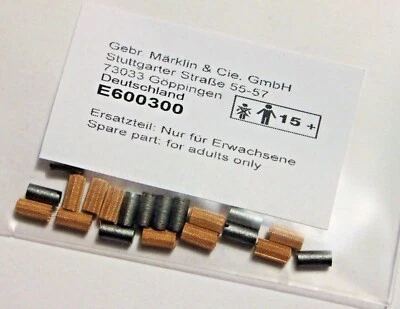 Gebr. Märklin & Cie. GmbH
Stuttgarter Straße 55-57
73033 Göppingen
Deutschland
E600300
15 +
Ersatzteil: Nur für Erwachsene
Spare part: for adults only